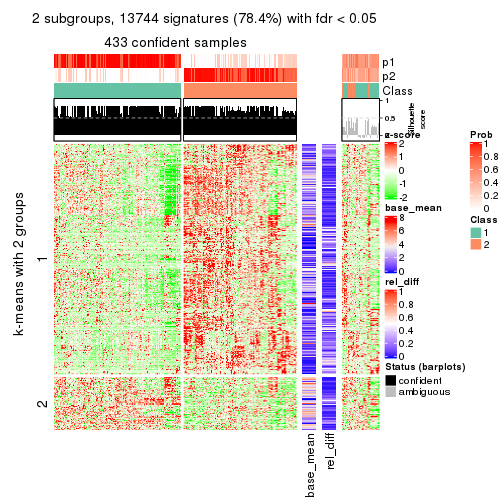 2 subgroups, 13744 signatures (78.4%) with fdr < 0.05
433 confident samples
p1
p2
Class
1
0.5
0
Silhouette
score
k-means with 2 groups
1
2
base_mean
rel_diff
z-score
2
1
0
-1
-2
base_mean
8
6
4
2
0
rel_diff
1
0.8
0.6
0.4
0.2
0
Status (barplots)
confident
ambiguous
Prob
1
0.8
0.6
0.4
0.2
0
Class
1
2